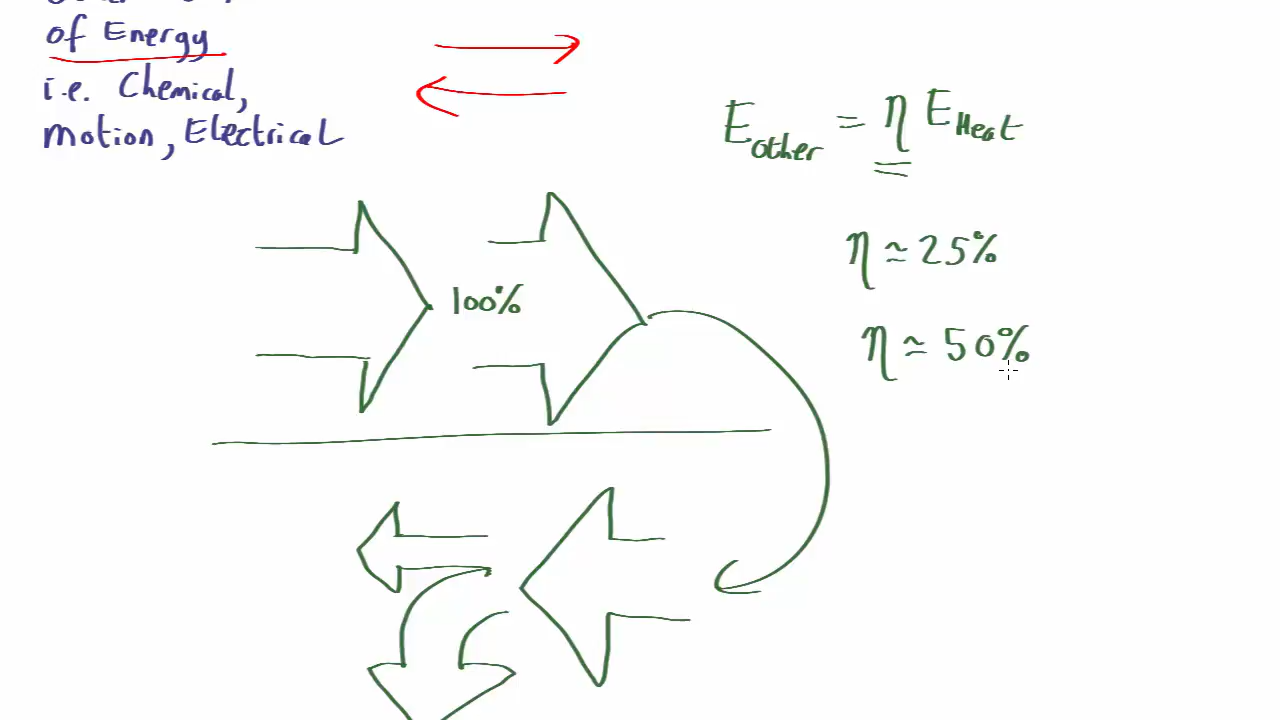 of Energy
i.e. Chemical,
Motion, Electrical
E_other = η E_Heat
η ≃ 25%
100%
η ≃ 50%